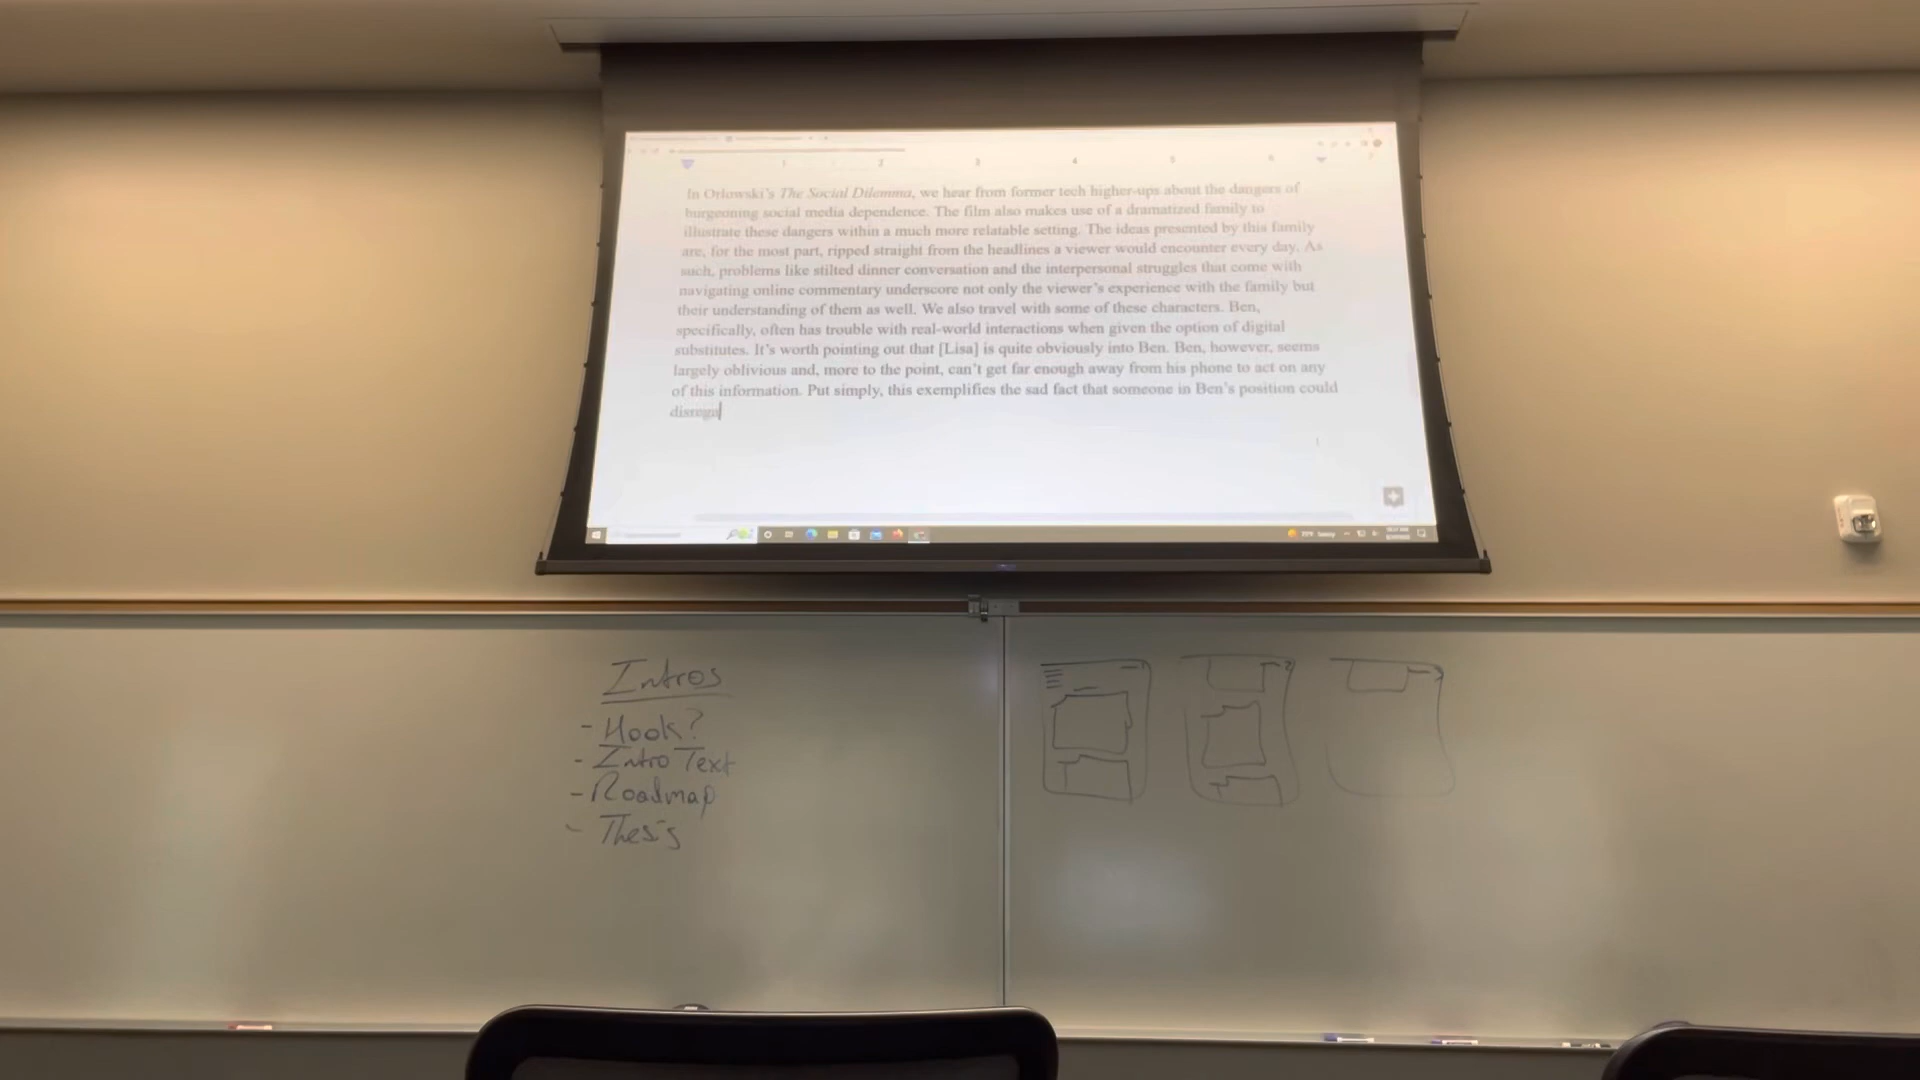 1 2 3 4 5 6
In Orlowski's The Social Dilemma, we hear from former tech higher-ups about the dangers of
burgeoning social media dependence. The film also makes use of a dramatized family to
illustrate these dangers within a much more relatable setting. The ideas presented by this family
are, for the most part, ripped straight from the headlines a viewer would encounter every day. As
such, problems like stilted dinner conversation and the interpersonal struggles that come with
navigating online commentary underscore not only the viewer's experience with the family but
their understanding of them as well. We also travel with some of these characters. Ben,
specifically, often has trouble with real-world interactions when given the option of digital
substitutes. It's worth pointing out that [Lisa] is quite obviously into Ben. Ben, however, seems
largely oblivious and, more to the point, can't get far enough away from his phone to act on any
of this information. Put simply, this exemplifies the sad fact that someone in Ben's position could
disrega
Intros
- Hook?
- Intro Text
- Roadmap
- Thesis